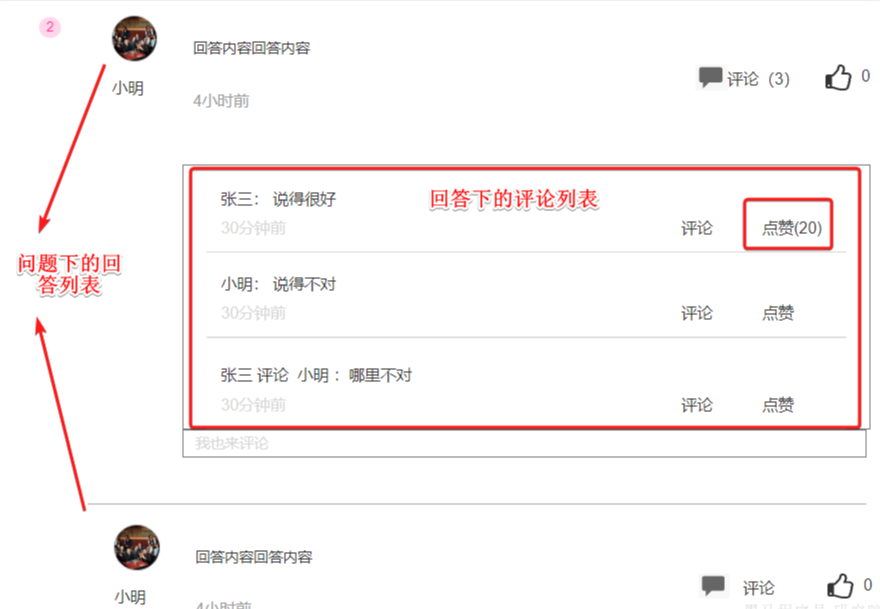 2
回答内容回答内容
小明
4小时前
评论（3）
0
回答下的评论列表
张三： 说得很好
30分钟前
评论
点赞(20)
问题下的回
答列表
小明： 说得不对
30分钟前
评论
点赞
张三 评论 小明 ：哪里不对
30分钟前
评论
点赞
我也来评论
回答内容回答内容
小明
4小时前
评论
0